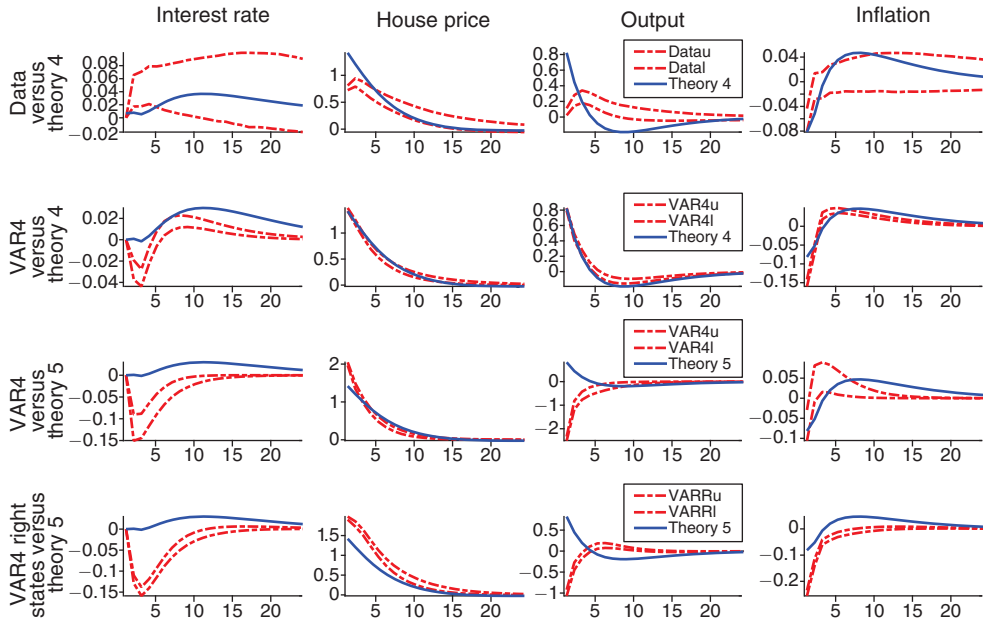 Interest rate
House price
Output
Inflation
Data
versus
theory 4
0.08
0.06
0.04
0.02
0
−0.02
5 10 15 20
1
0.5
0
5 10 15 20
0.8
0.6
0.4
0.2
0
Datau
Datal
Theory 4
5 10 15 20
0.04
0
−0.04
−0.08
5 10 15 20
VAR4
versus
theory 4
0.02
0
−0.02
−0.04
5 10 15 20
1
0.5
0
5 10 15 20
0.8
0.6
0.4
0.2
0
VAR4u
VAR4l
Theory 4
5 10 15 20
0
−0.05
−0.1
−0.15
5 10 15 20
VAR4
versus
theory 5
0
−0.05
−0.1
−0.15
5 10 15 20
2
1
0
5 10 15 20
0
−1
−2
VAR4u
VAR4l
Theory 5
5 10 15 20
0.05
0
−0.05
−0.1
5 10 15 20
VAR4 right
states versus
theory 5
0
−0.05
−0.1
−0.15
5 10 15 20
1.5
1
0.5
0
5 10 15 20
0.5
0
−0.5
−1
VARRu
VARRl
Theory 5
5 10 15 20
0
−0.1
−0.2
5 10 15 20